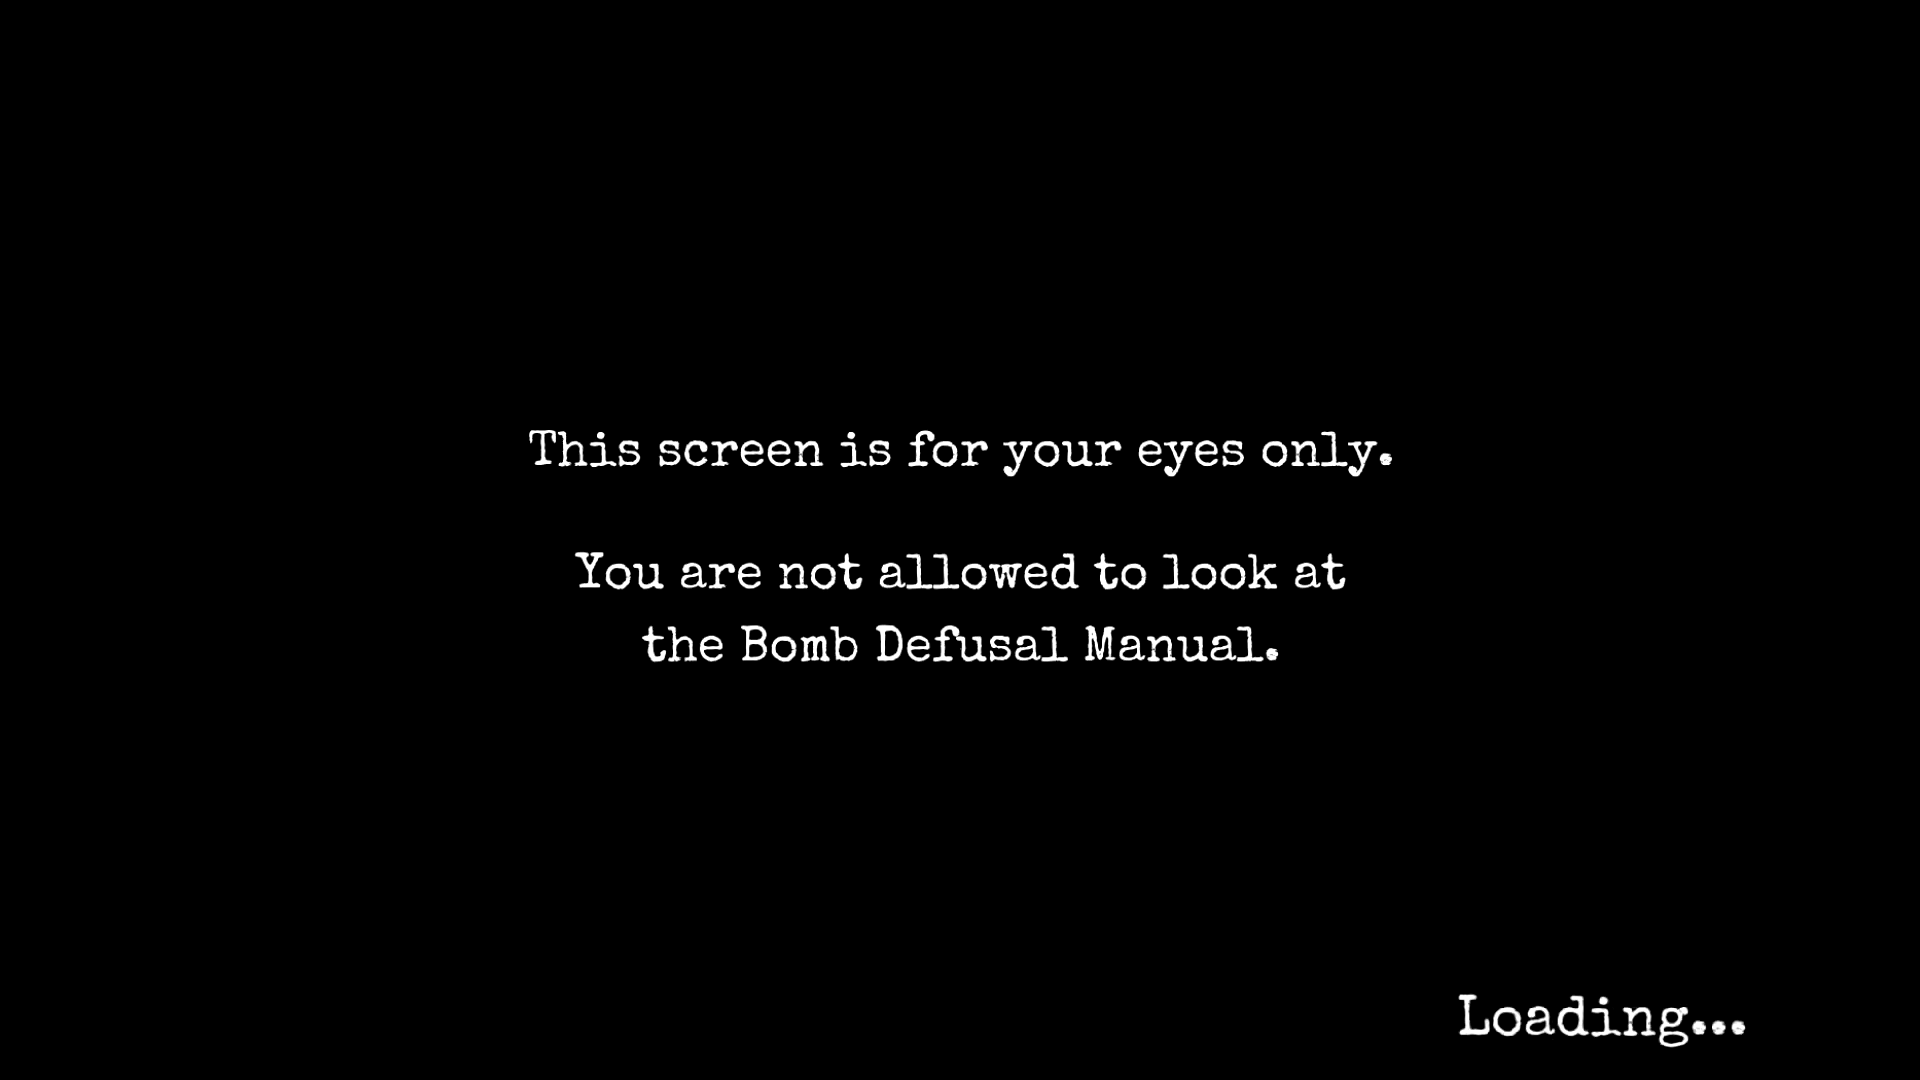 This screen is for your eyes only.
You are not allowed to look at
the Bomb Defusal Manual.
Loading...